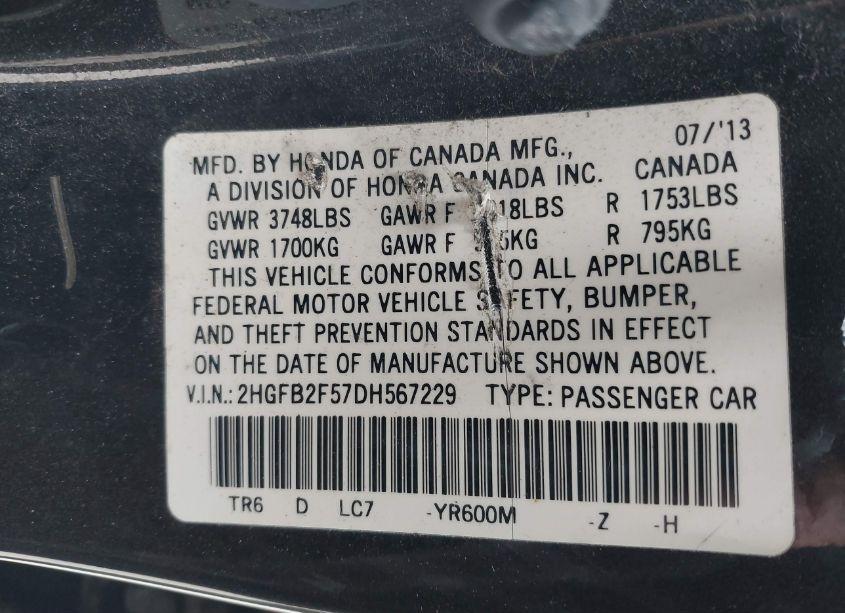 07/'13
MFD. BY HONDA OF CANADA MFG., CANADA
A DIVISION OF HONDA CANADA INC.
GVWR 3748LBS GAWR F 18LBS R 1753LBS
GVWR 1700KG GAWR F 5KG R 795KG
THIS VEHICLE CONFORMS TO ALL APPLICABLE
FEDERAL MOTOR VEHICLE SAFETY, BUMPER,
AND THEFT PREVENTION STANDARDS IN EFFECT
ON THE DATE OF MANUFACTURE SHOWN ABOVE.
V.I.N.: 2HGFB2F57DH567229 TYPE: PASSENGER CAR
TR6 D LC7 -YR600M -Z -H